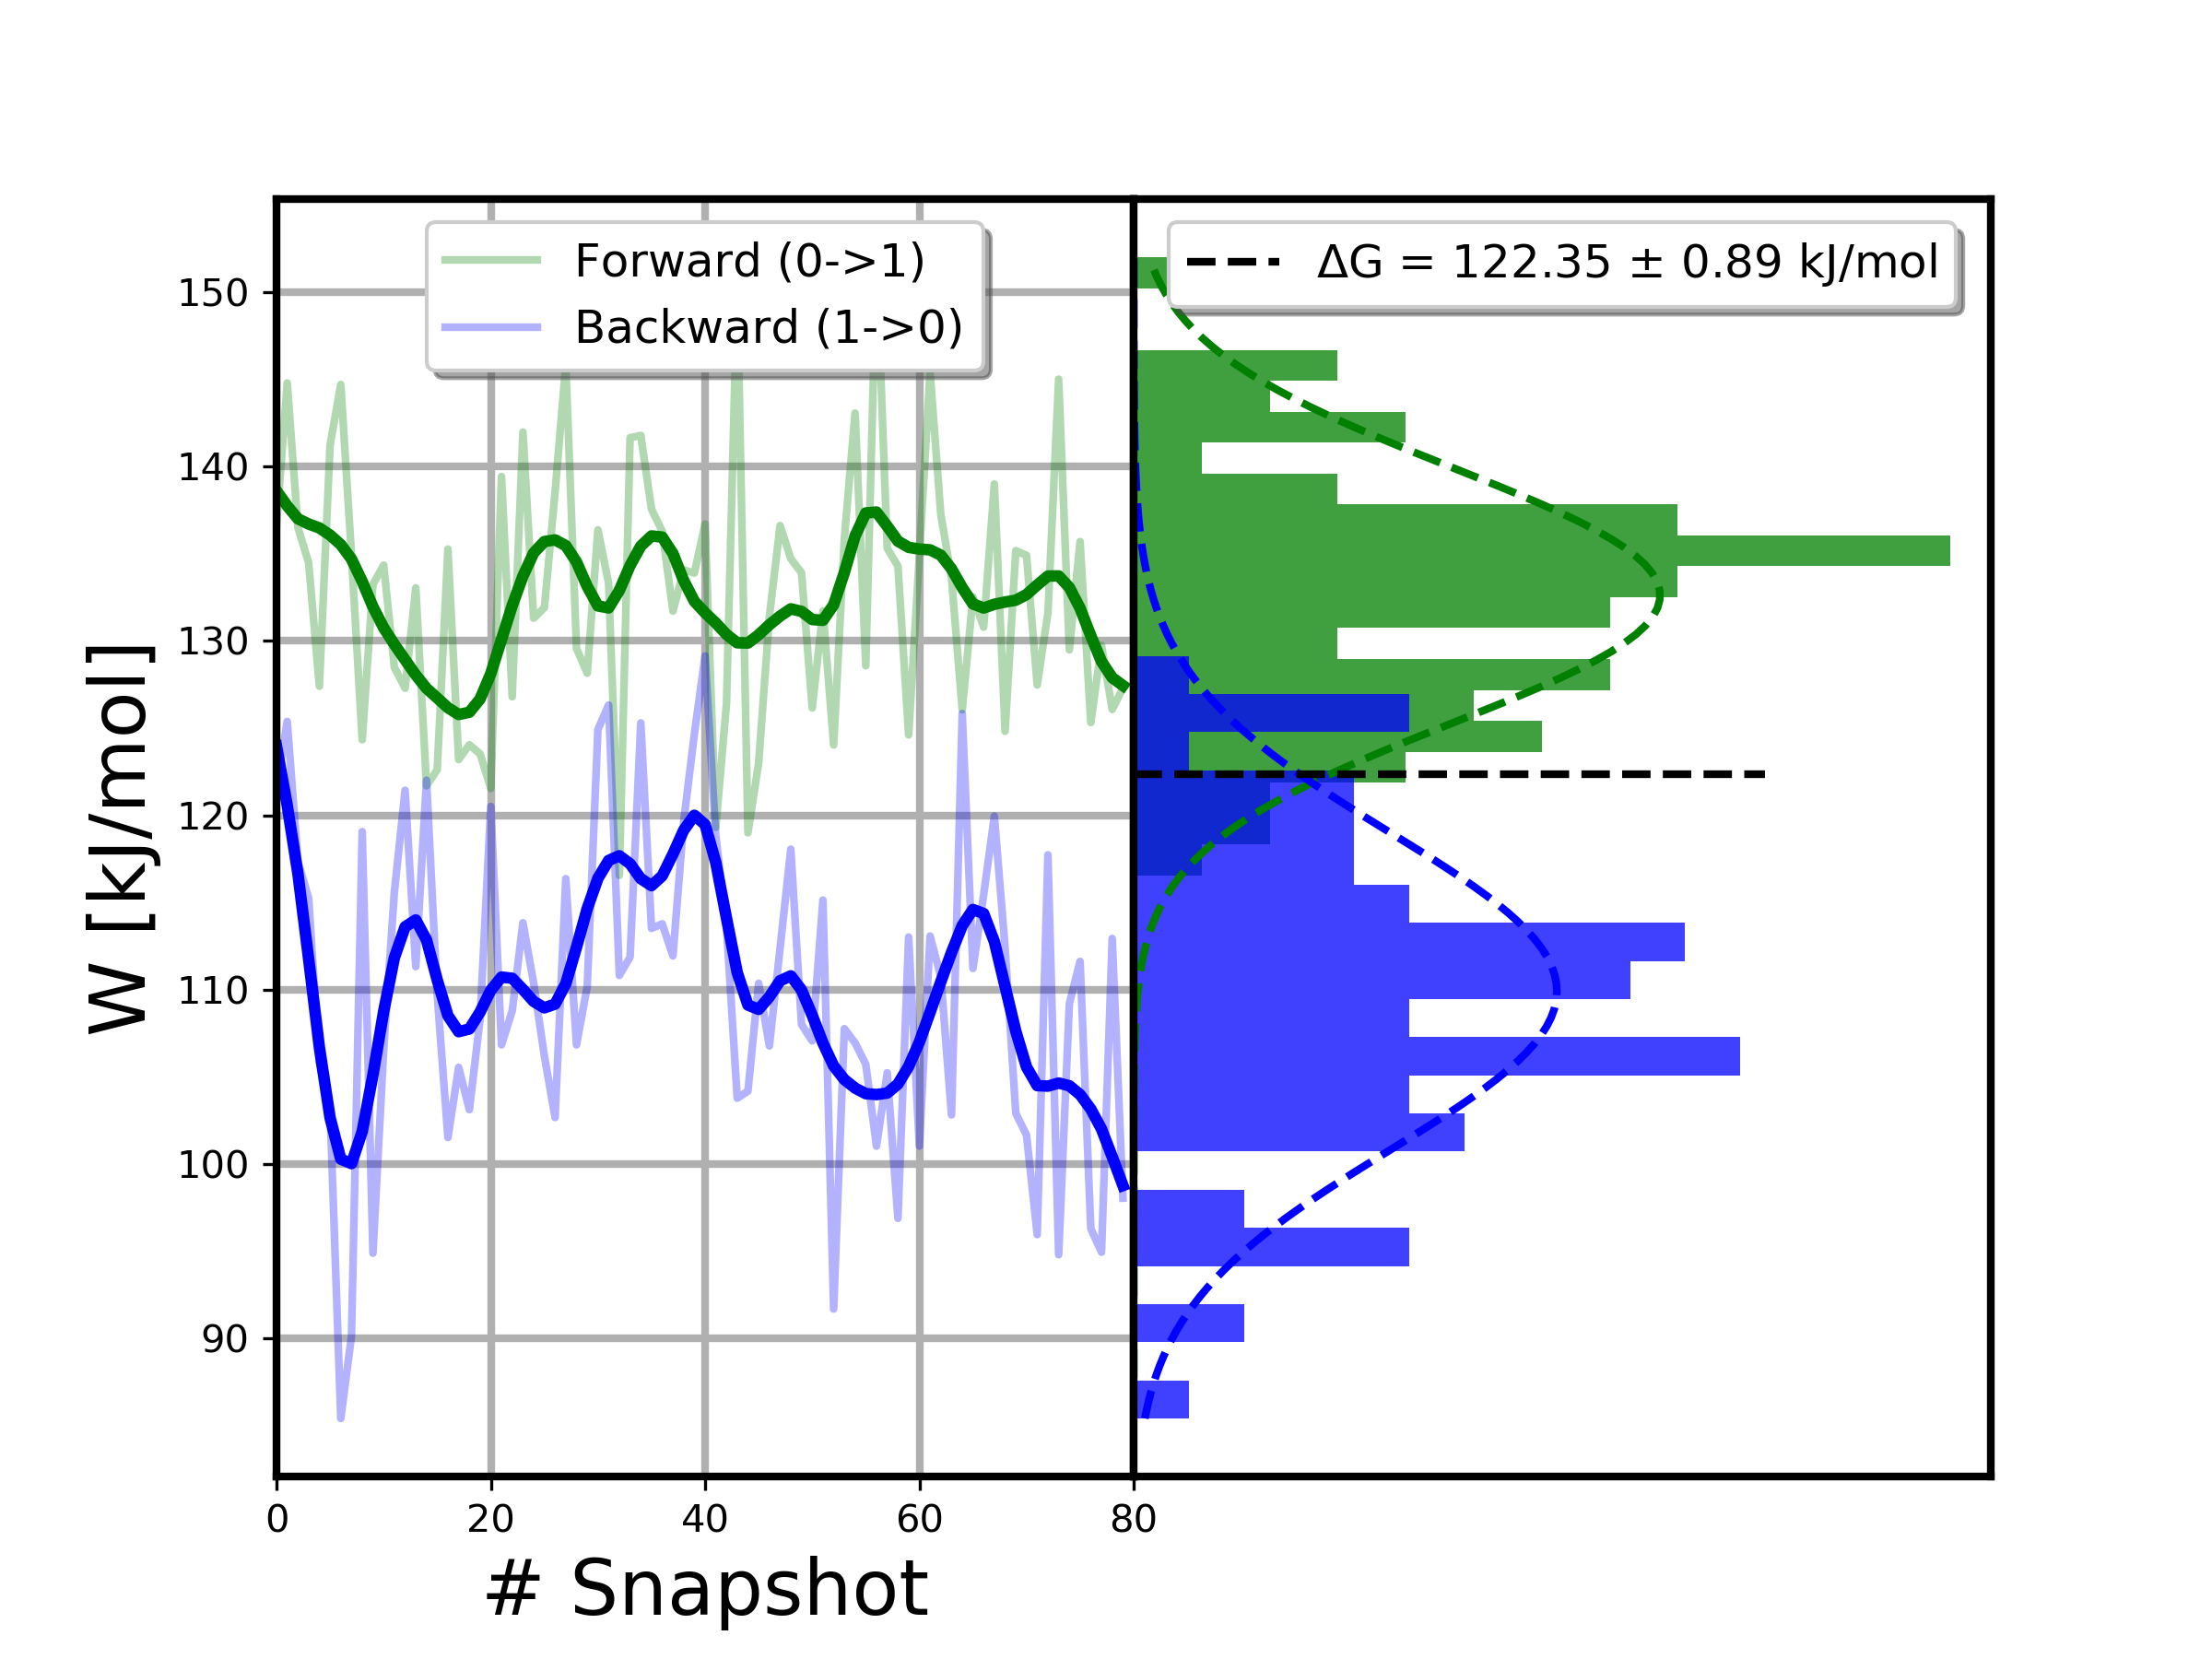 Forward (0->1)
Backward (1->0)
ΔG = 122.35 ± 0.89 kJ/mol
150
140
130
120
110
100
90
W [kJ/mol]
0 20 40 60 80
# Snapshot